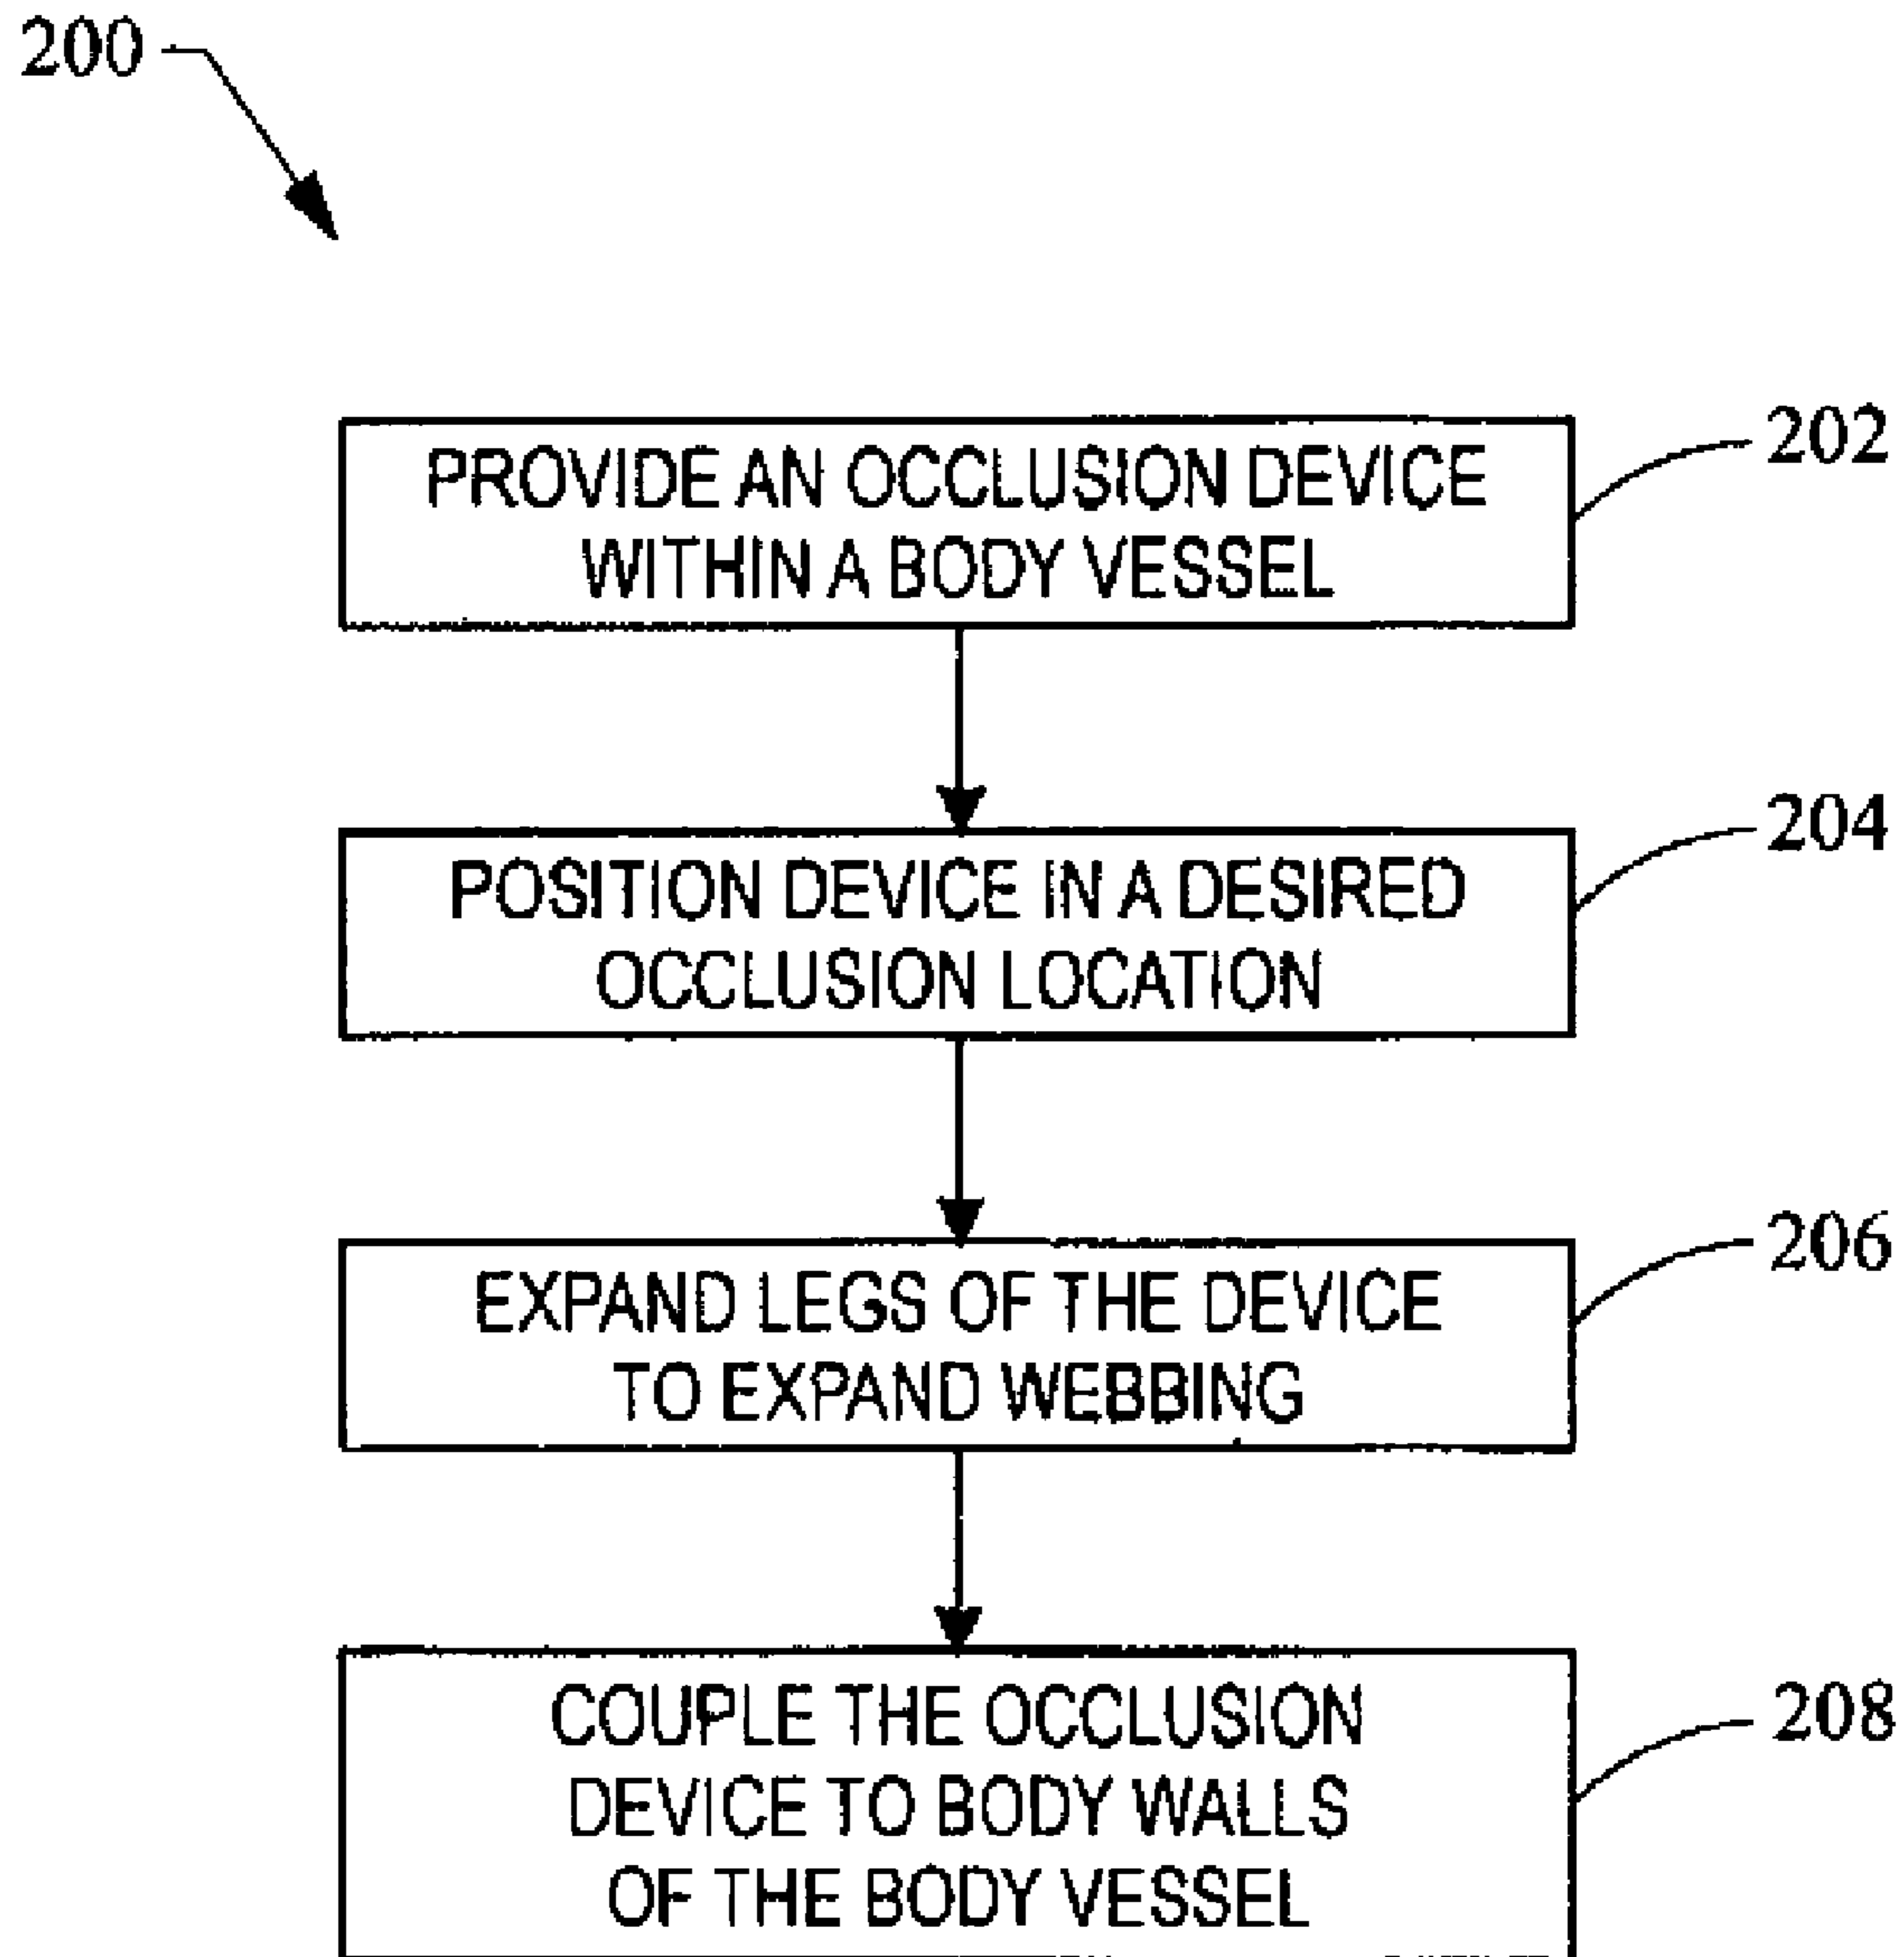 200
PROVIDE AN OCCLUSION DEVICE
WITHIN A BODY VESSEL
202
POSITION DEVICE IN A DESIRED
OCCLUSION LOCATION
204
EXPAND LEGS OF THE DEVICE
TO EXPAND WEBBING
206
COUPLE THE OCCLUSION
DEVICE TO BODY WALLS
OF THE BODY VESSEL
208